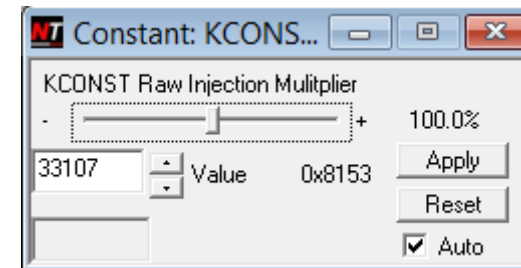 NT Constant: KCONS...
KCONST Raw Injection Mulitplier
- + 100.0%
33107 Value 0x8153 Apply
Reset
Auto